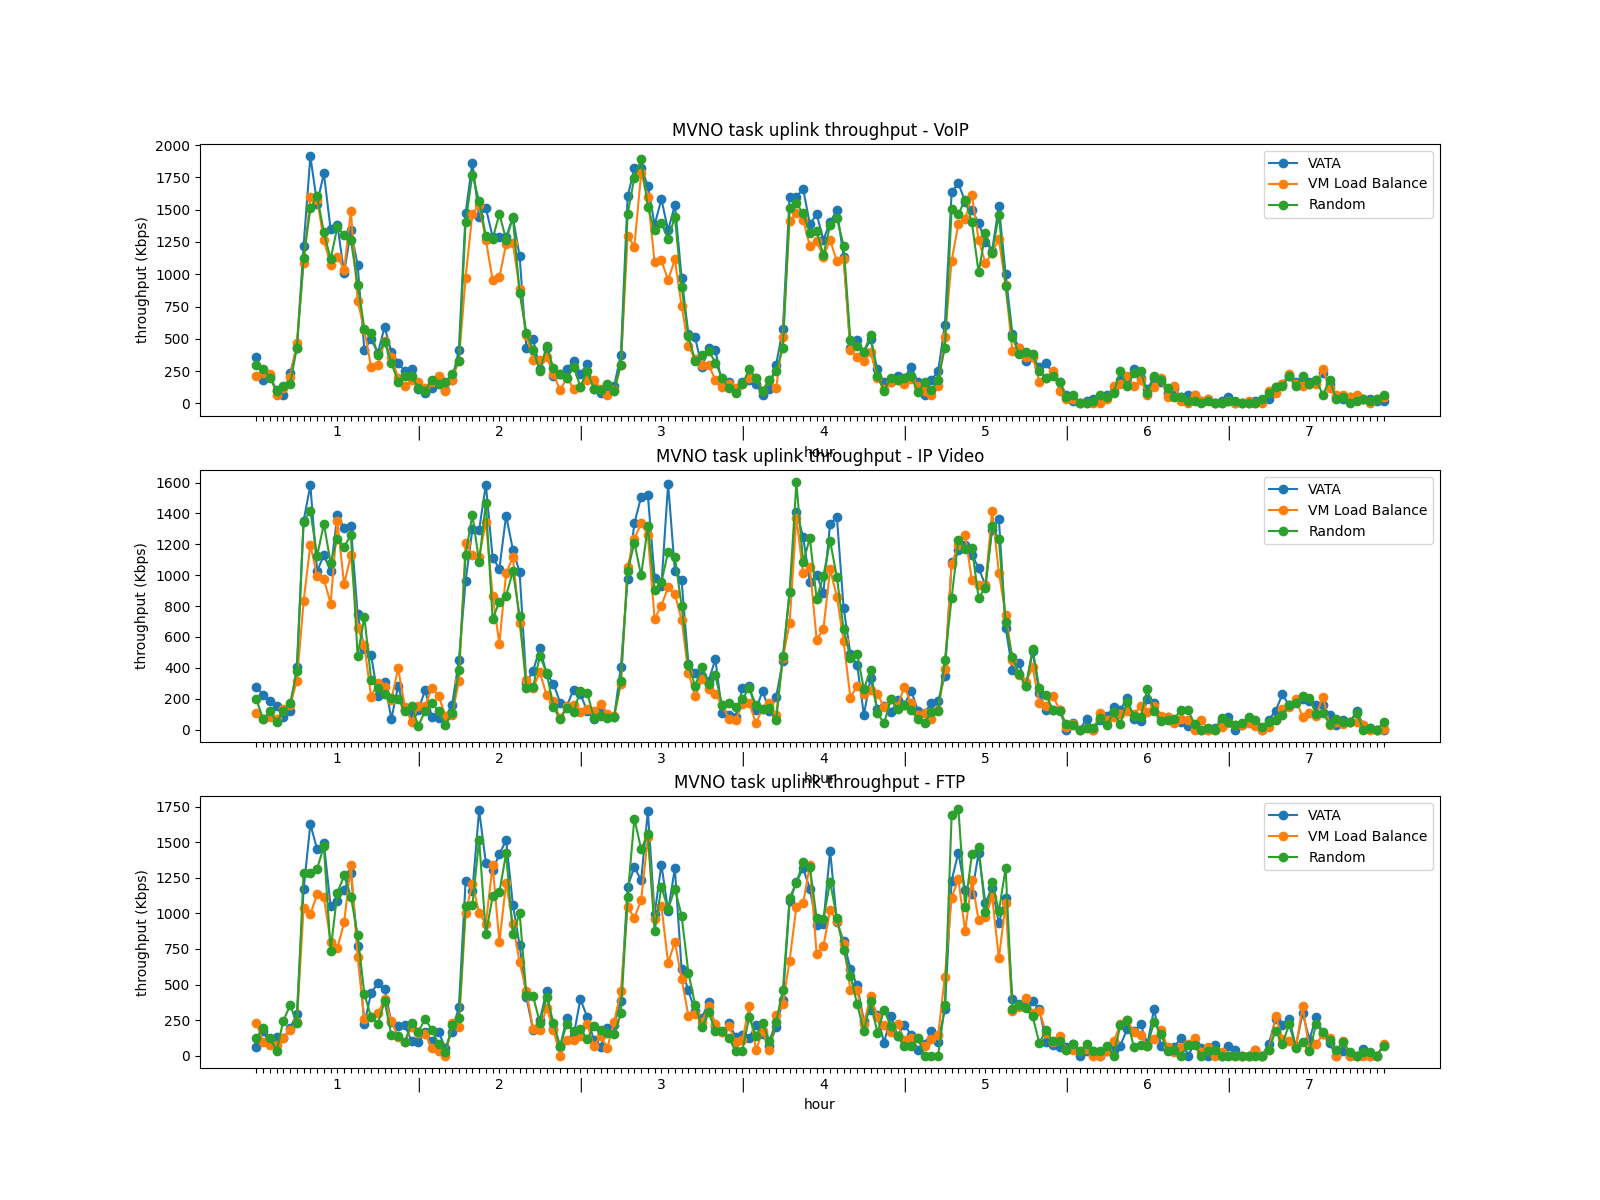 MVNO task uplink throughput - VoIP
2000
1750
1500
1250
1000
750
500
250
0
throughput (Kbps)
VATA
VM Load Balance
Random
1 | 2 | 3 | 4 | 5 | 6 | 7
hour
MVNO task uplink throughput - IP Video
1600
1400
1200
1000
800
600
400
200
0
throughput (Kbps)
VATA
VM Load Balance
Random
1 | 2 | 3 | 4 | 5 | 6 | 7
hour
MVNO task uplink throughput - FTP
1750
1500
1250
1000
750
500
250
0
throughput (Kbps)
VATA
VM Load Balance
Random
1 | 2 | 3 | 4 | 5 | 6 | 7
hour